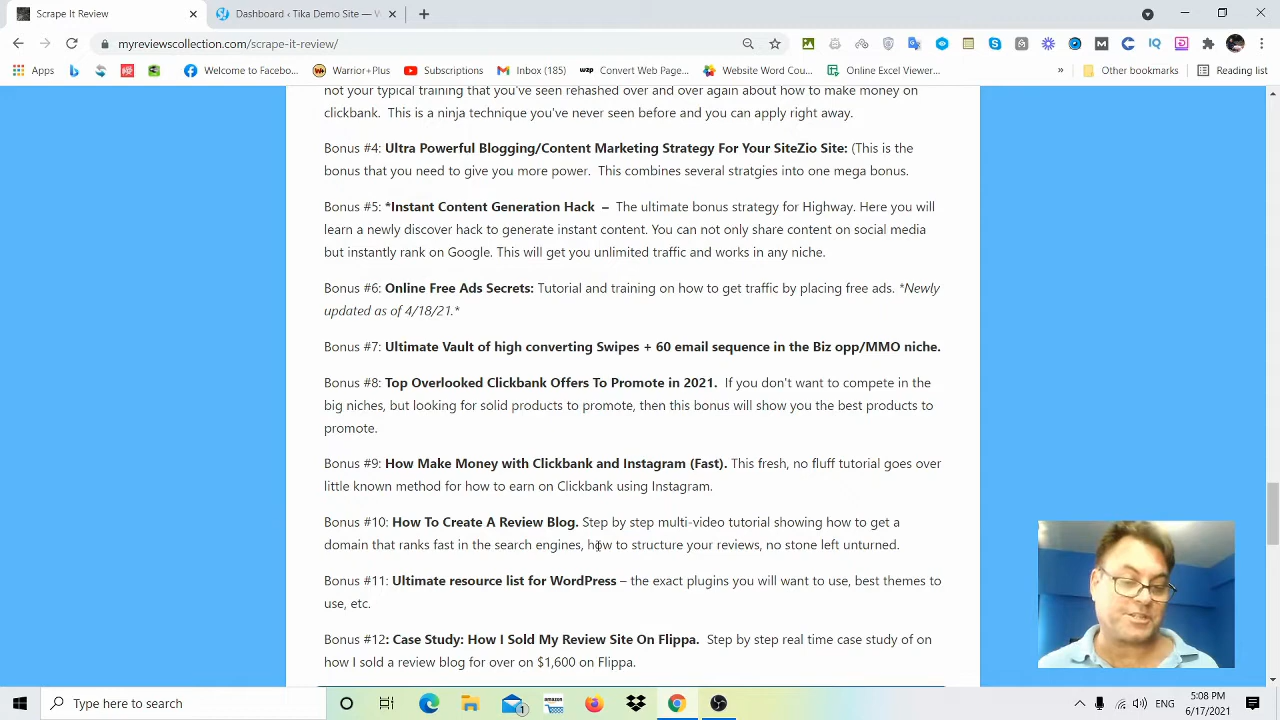 Scrape It Review
Dashboard ‹ Tika Demo Site — W
myreviewscollection.com/scrape-it-review/
Apps
Welcome to Facebo...
Warrior+Plus
Subscriptions
Inbox (185)
wzp Convert Web Page...
Website Word Cou...
Online Excel Viewer...
»
Other bookmarks
Reading list
not your typical training that you've seen rehashed over and over again about how to make money on
clickbank. This is a ninja technique you've never seen before and you can apply right away.
Bonus #4: Ultra Powerful Blogging/Content Marketing Strategy For Your SiteZio Site: (This is the
bonus that you need to give you more power. This combines several stratgies into one mega bonus.
Bonus #5: *Instant Content Generation Hack – The ultimate bonus strategy for Highway. Here you will
learn a newly discover hack to generate instant content. You can not only share content on social media
but instantly rank on Google. This will get you unlimited traffic and works in any niche.
Bonus #6: Online Free Ads Secrets: Tutorial and training on how to get traffic by placing free ads. *Newly
updated as of 4/18/21.*
Bonus #7: Ultimate Vault of high converting Swipes + 60 email sequence in the Biz opp/MMO niche.
Bonus #8: Top Overlooked Clickbank Offers To Promote in 2021. If you don't want to compete in the
big niches, but looking for solid products to promote, then this bonus will show you the best products to
promote.
Bonus #9: How Make Money with Clickbank and Instagram (Fast). This fresh, no fluff tutorial goes over
little known method for how to earn on Clickbank using Instagram.
Bonus #10: How To Create A Review Blog. Step by step multi-video tutorial showing how to get a
domain that ranks fast in the search engines, how to structure your reviews, no stone left unturned.
Bonus #11: Ultimate resource list for WordPress – the exact plugins you will want to use, best themes to
use, etc.
Bonus #12: Case Study: How I Sold My Review Site On Flippa. Step by step real time case study of on
how I sold a review blog for over on $1,600 on Flippa.
Type here to search
amazon
1
ENG
5:08 PM
6/17/2021